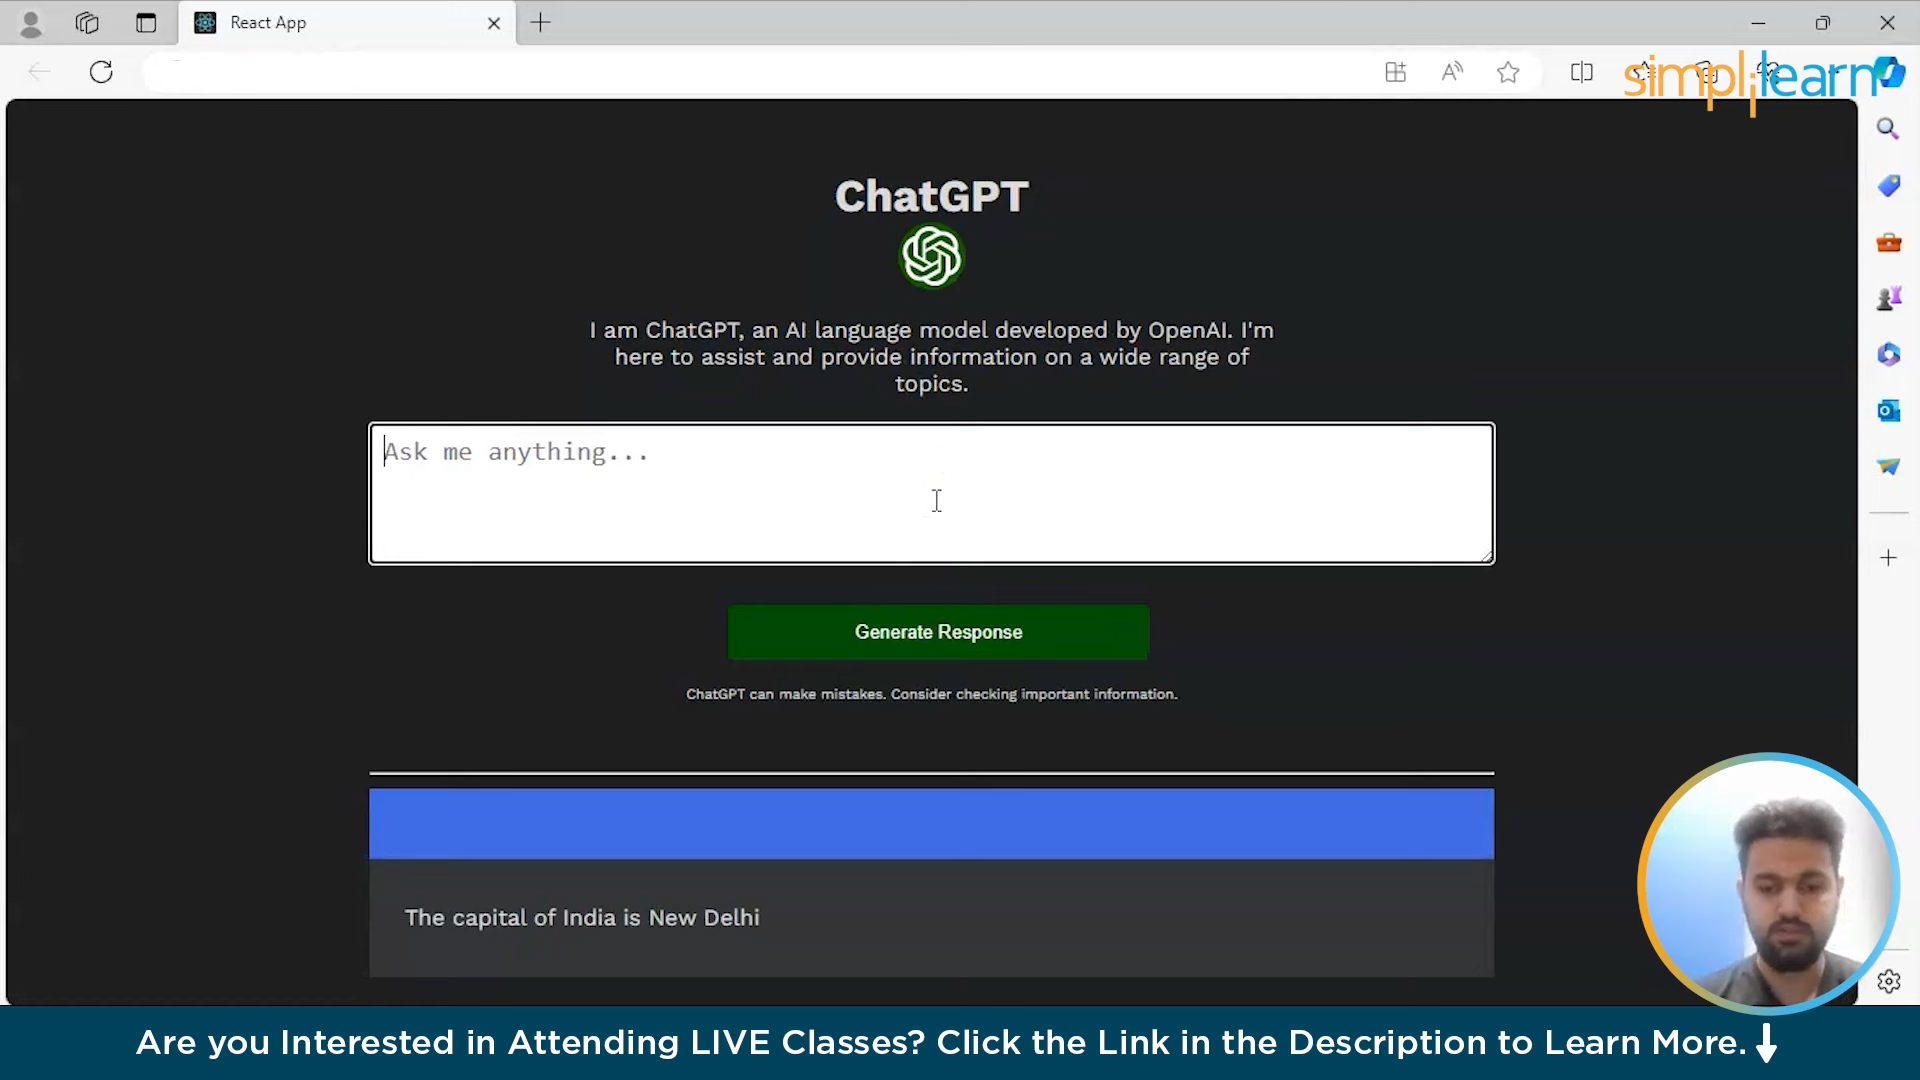 React App
simplilearn
ChatGPT
I am ChatGPT, an AI language model developed by OpenAI. I'm
here to assist and provide information on a wide range of
topics.
Ask me anything...
Generate Response
ChatGPT can make mistakes. Consider checking important information.
The capital of India is New Delhi
Are you Interested in Attending LIVE Classes? Click the Link in the Description to Learn More.